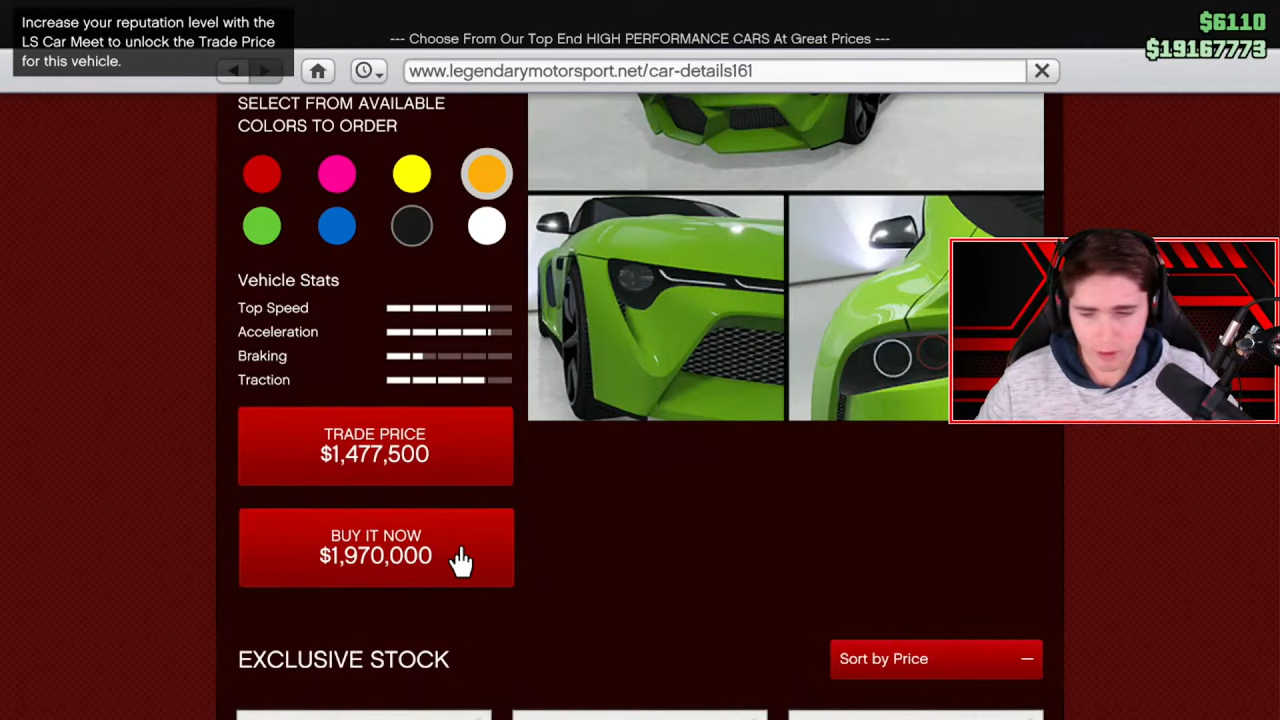 Increase your reputation level with the
LS Car Meet to unlock the Trade Price
for this vehicle.
$6110
$19167773
--- Choose From Our Top End HIGH PERFORMANCE CARS At Great Prices ---
www.legendarymotorsport.net/car-details161
SELECT FROM AVAILABLE
COLORS TO ORDER
Vehicle Stats
Top Speed
Acceleration
Braking
Traction
TRADE PRICE
$1,477,500
BUY IT NOW
$1,970,000
EXCLUSIVE STOCK
Sort by Price